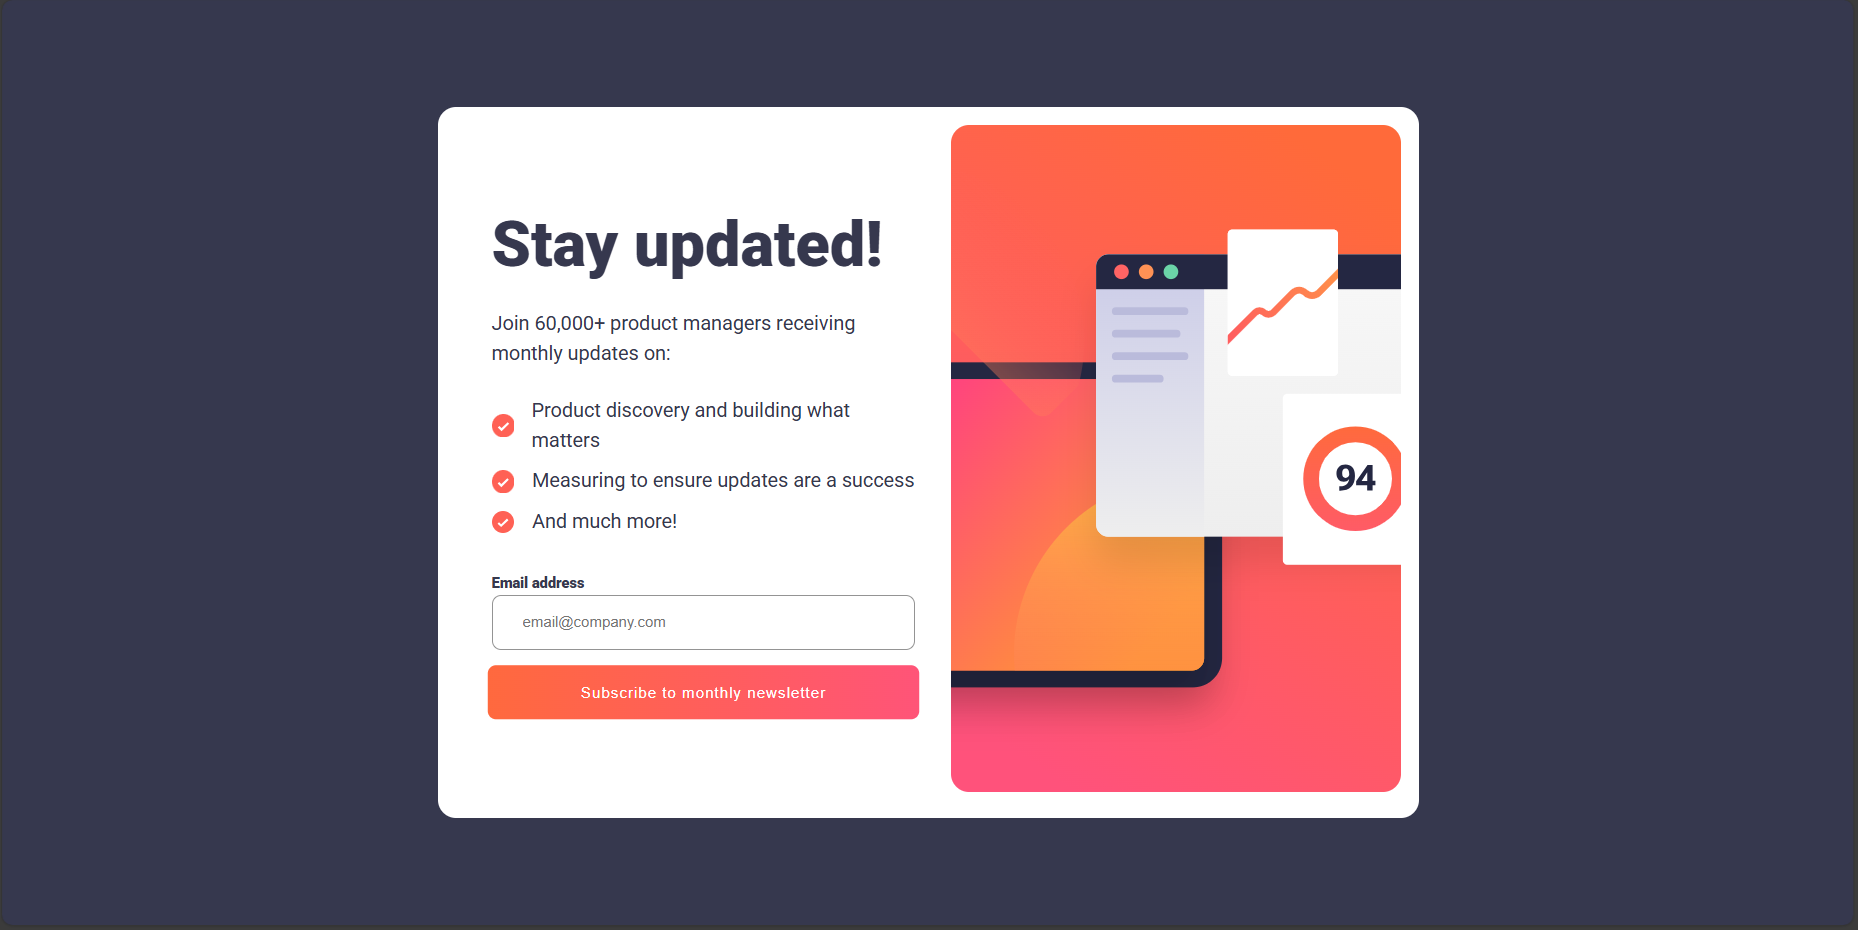 Stay updated!
Join 60,000+ product managers receiving
monthly updates on:
Product discovery and building what
matters
Measuring to ensure updates are a success
And much more!
Email address
email@company.com
Subscribe to monthly newsletter
94